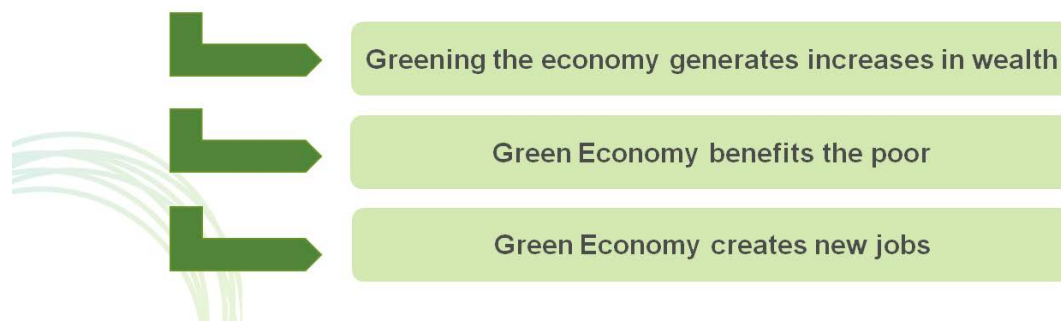 Greening the economy generates increases in wealth
Green Economy benefits the poor
Green Economy creates new jobs